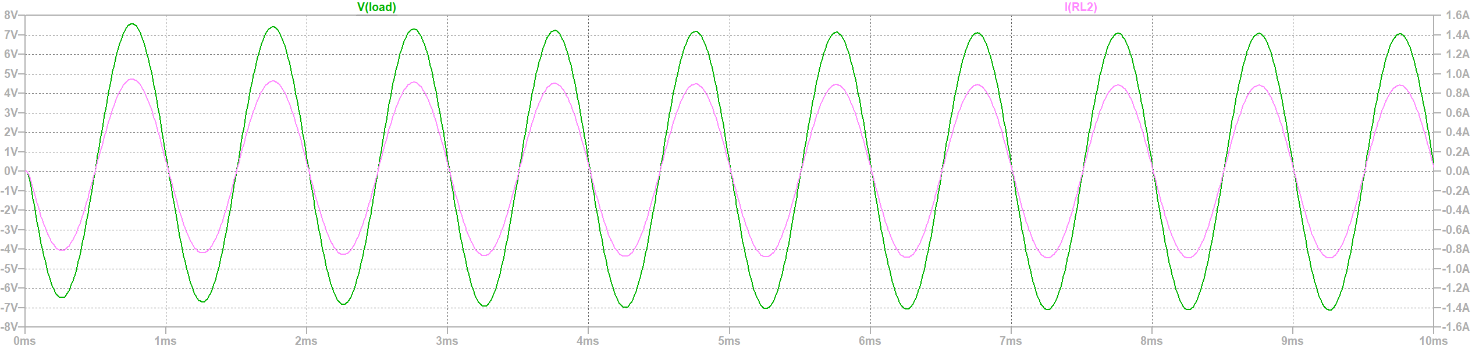 V(load) I(RL2)
8V 1.6A
7V 1.4A
6V 1.2A
5V 1.0A
4V 0.8A
3V 0.6A
2V 0.4A
1V 0.2A
0V 0.0A
-1V -0.2A
-2V -0.4A
-3V -0.6A
-4V -0.8A
-5V -1.0A
-6V -1.2A
-7V -1.4A
-8V -1.6A
0ms 1ms 2ms 3ms 4ms 5ms 6ms 7ms 8ms 9ms 10ms